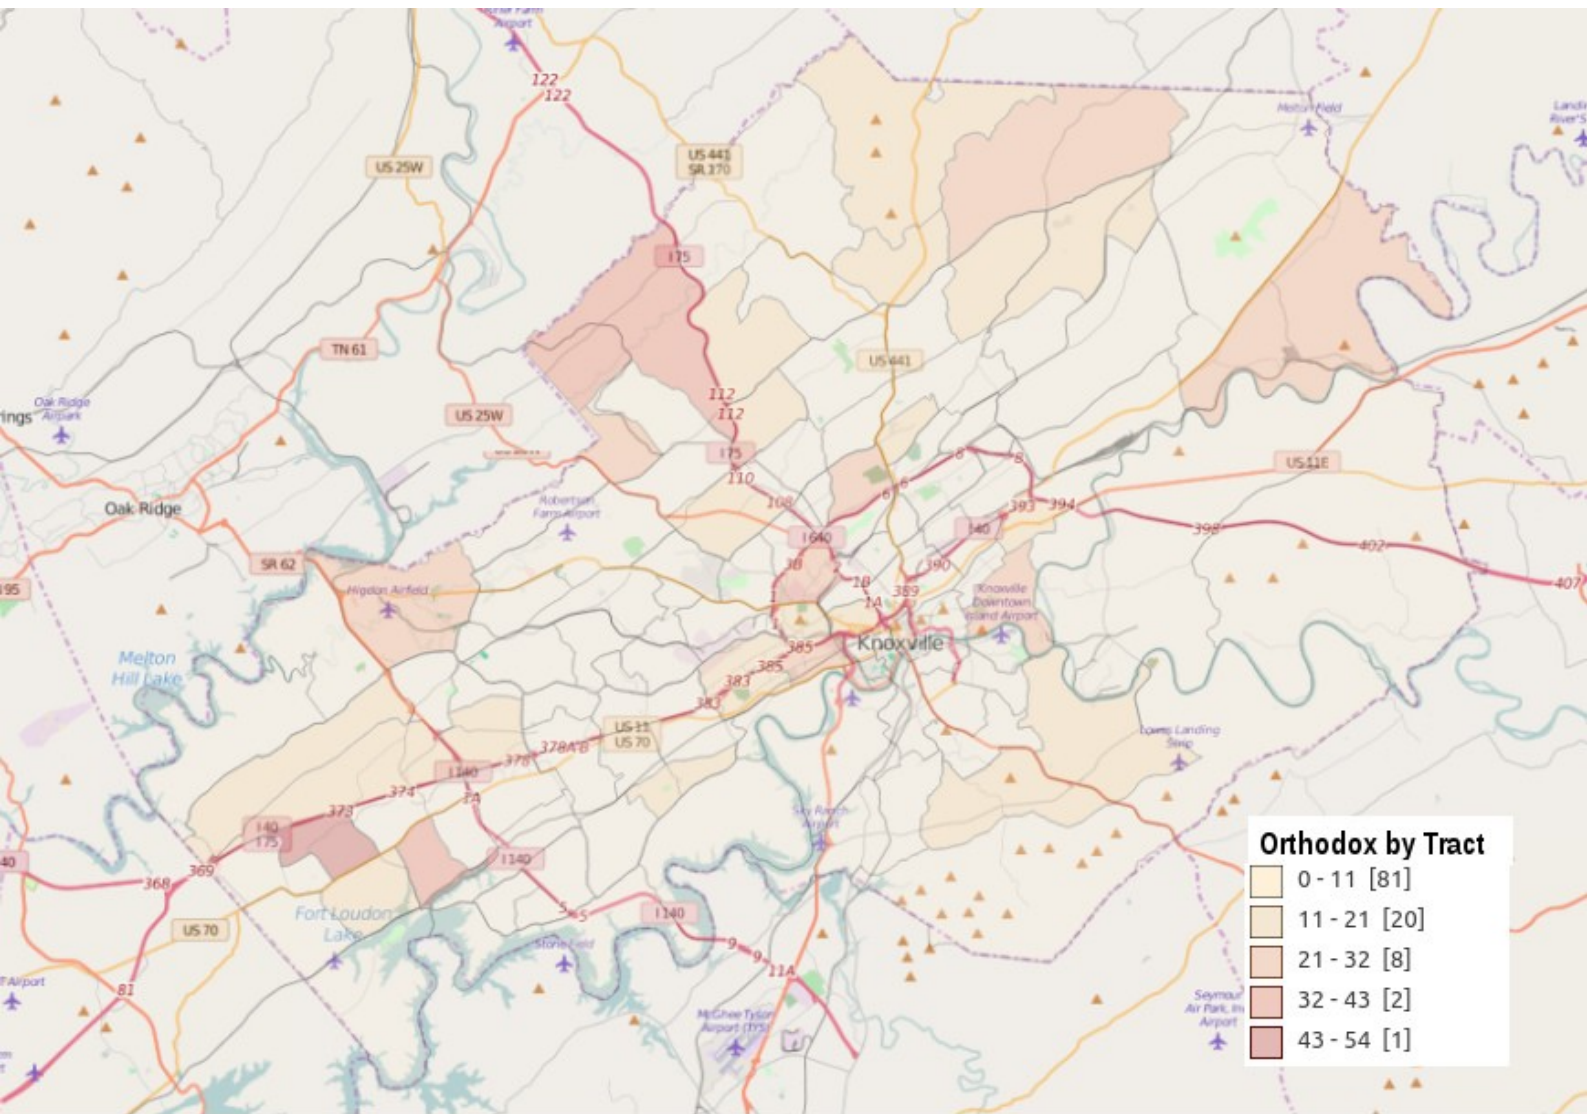 Airport
122
122
US 441
SR 170
US 25W
Melton Field
I 75
TN 61
US 441
112
112
Oak Ridge
Airpark
US 25W
I 75
110
108
8
8
6
6
US 11E
393
394
I 40
398
402
407
Oak Ridge
Robertson
Farm Airport
I 640
390
SR 62
Higdon Airfield
3B
2
1B
1A
389
1
Knoxville
Downtown
Island Airport
Knoxville
385
385
383
383
Melton
Hill Lake
US 11
US 70
378A-B
378
I 140
374
1A
373
I 40
I 75
369
368
I 140
Lowes Landing
Strip
Sky Ranch
Airport
US 70
Fort Loudon
Lake
5
5
I 140
9
9
11A
Stone Field
81
McGhee Tyson
Airport (TYS)
Seymour
Airport
Orthodox by Tract
0 - 11 [81]
11 - 21 [20]
21 - 32 [8]
32 - 43 [2]
43 - 54 [1]